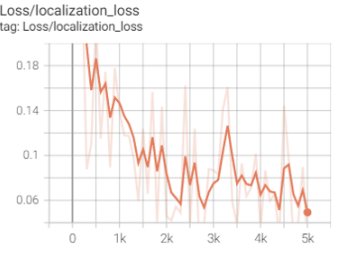 Loss/localization_loss
tag: Loss/localization_loss
0.18
0.14
0.1
0.06
0 1k 2k 3k 4k 5k